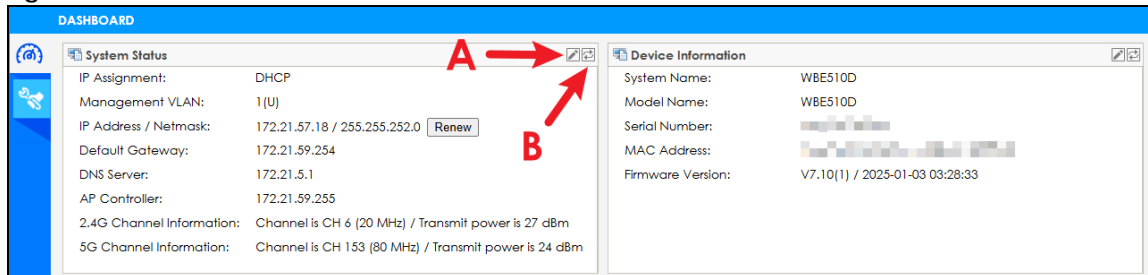 DASHBOARD
System Status
A
IP Assignment: DHCP
Management VLAN: 1(U)
IP Address / Netmask: 172.21.57.18 / 255.255.252.0 Renew
B
Default Gateway: 172.21.59.254
DNS Server: 172.21.5.1
AP Controller: 172.21.59.255
2.4G Channel Information: Channel is CH 6 (20 MHz) / Transmit power is 27 dBm
5G Channel Information: Channel is CH 153 (80 MHz) / Transmit power is 24 dBm
Device Information
System Name: WBE510D
Model Name: WBE510D
Serial Number:
MAC Address:
Firmware Version: V7.10(1) / 2025-01-03 03:28:33